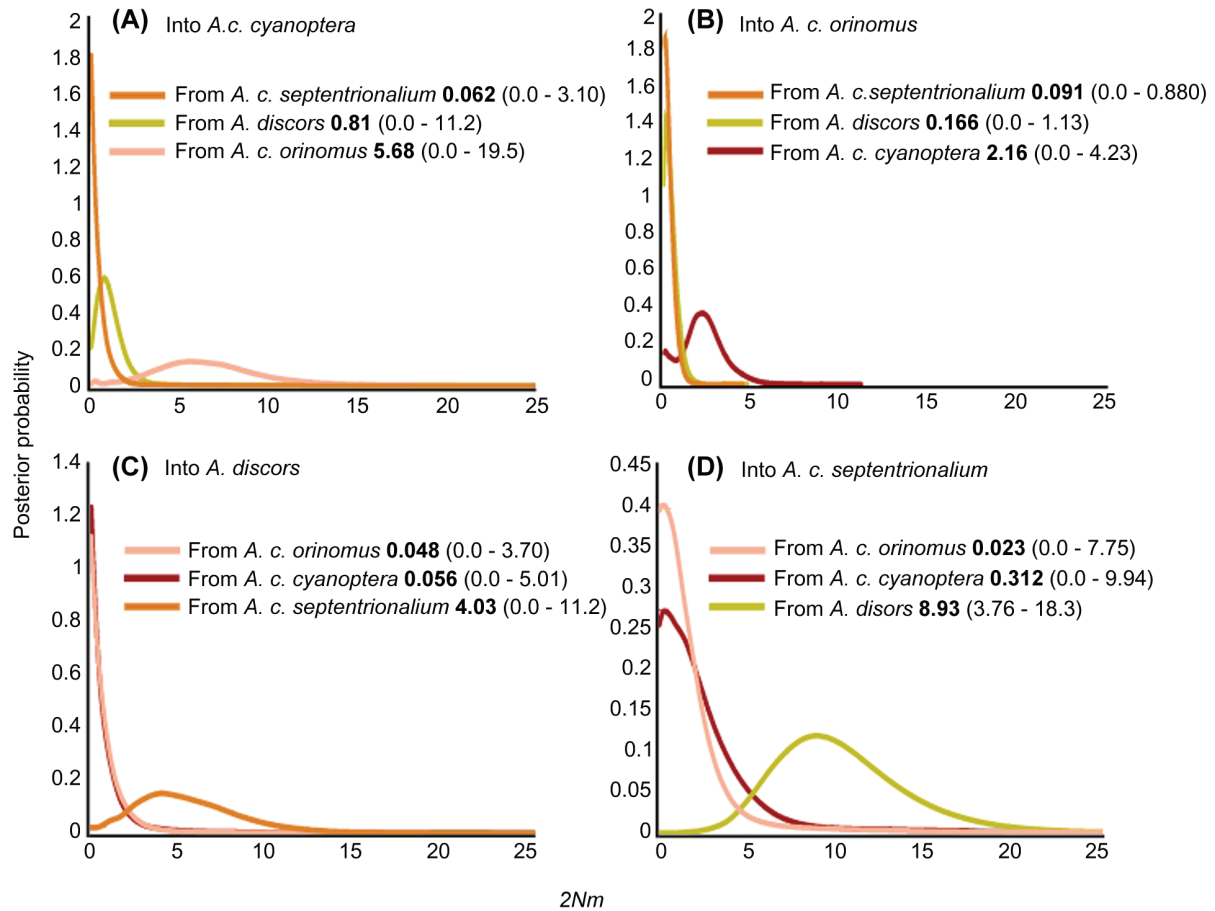 (A) Into A.c. cyanoptera
2
1.8
1.6
1.4
1.2
1
0.8
0.6
0.4
0.2
0
From A. c. septentrionalium 0.062 (0.0 - 3.10)
From A. discors 0.81 (0.0 - 11.2)
From A. c. orinomus 5.68 (0.0 - 19.5)
0 5 10 15 20 25
(B) Into A. c. orinomus
2
1.8
1.6
1.4
1.2
1
0.8
0.6
0.4
0.2
0
From A. c.septentrionalium 0.091 (0.0 - 0.880)
From A. discors 0.166 (0.0 - 1.13)
From A. c. cyanoptera 2.16 (0.0 - 4.23)
0 5 10 15 20 25
Posterior probability
(C) Into A. discors
1.4
1.2
1
0.8
0.6
0.4
0.2
0
From A. c. orinomus 0.048 (0.0 - 3.70)
From A. c. cyanoptera 0.056 (0.0 - 5.01)
From A. c. septentrionalium 4.03 (0.0 - 11.2)
0 5 10 15 20 25
(D) Into A. c. septentrionalium
0.45
0.4
0.35
0.3
0.25
0.2
0.15
0.1
0.05
0
From A. c. orinomus 0.023 (0.0 - 7.75)
From A. c. cyanoptera 0.312 (0.0 - 9.94)
From A. disors 8.93 (3.76 - 18.3)
0 5 10 15 20 25
2Nm